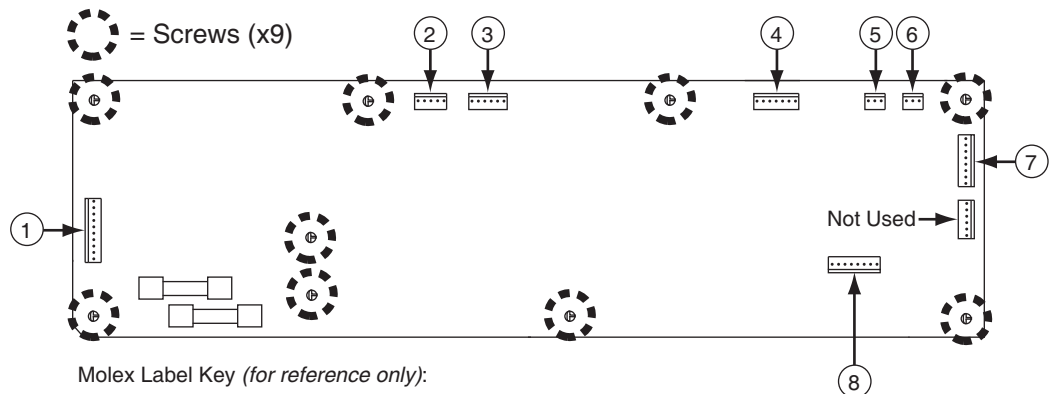 = Screws (x9)
2
3
4
5
6
7
1
Not Used
8
Molex Label Key (for reference only):